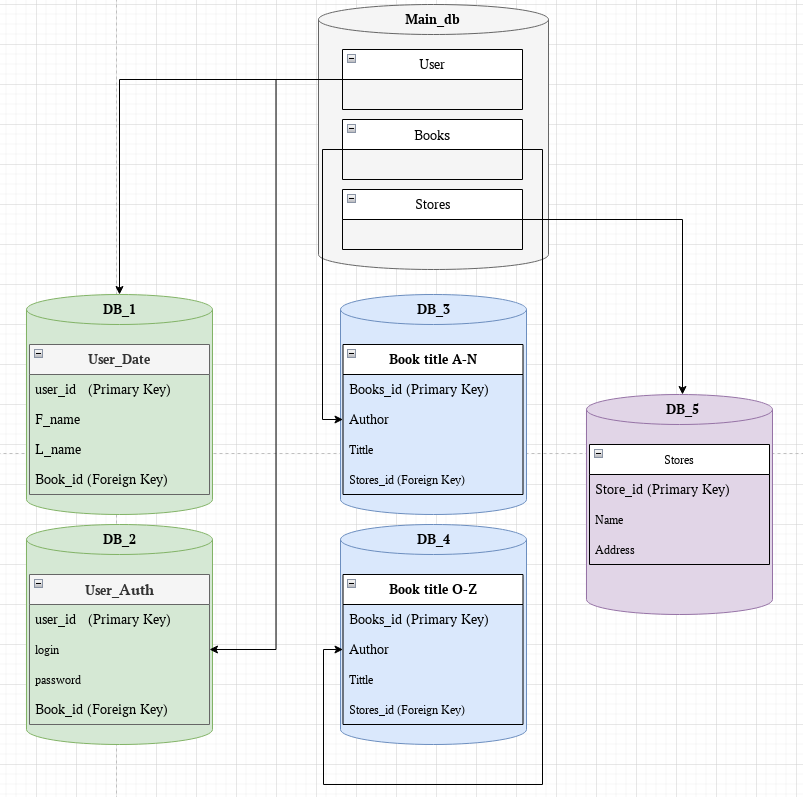 Main_db
User
Books
Stores
DB_1
User_Date
user_id (Primary Key)
F_name
L_name
Book_id (Foreign Key)
DB_2
User_Auth
user_id (Primary Key)
login
password
Book_id (Foreign Key)
DB_3
Book title A-N
Books_id (Primary Key)
Author
Tittle
Stores_id (Foreign Key)
DB_4
Book title O-Z
Books_id (Primary Key)
Author
Tittle
Stores_id (Foreign Key)
DB_5
Stores
Store_id (Primary Key)
Name
Address